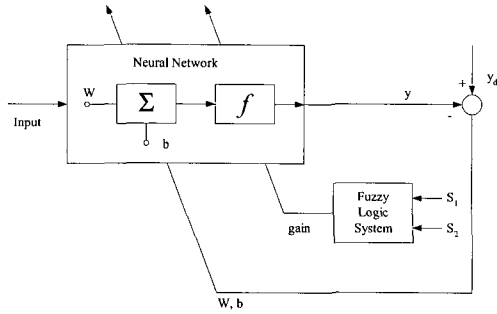 Neural Network
W
Σ
f
b
Input
y
+
y_d
-
Fuzzy
Logic
System
S_1
S_2
gain
W, b